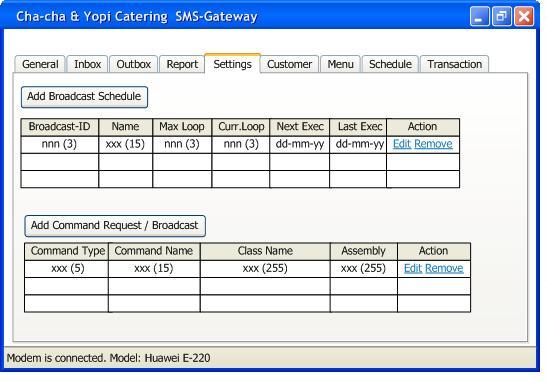 Cha-cha & Yopi Catering SMS-Gateway
General Inbox Outbox Report Settings Customer Menu Schedule Transaction
Add Broadcast Schedule
Broadcast-ID Name Max Loop Curr.Loop Next Exec Last Exec Action
nnn (3) xxx (15) nnn (3) nnn (3) dd-mm-yy dd-mm-yy Edit Remove
Add Command Request / Broadcast
Command Type Command Name Class Name Assembly Action
xxx (5) xxx (15) xxx (255) xxx (255) Edit Remove
Modem is connected. Model: Huawei E-220